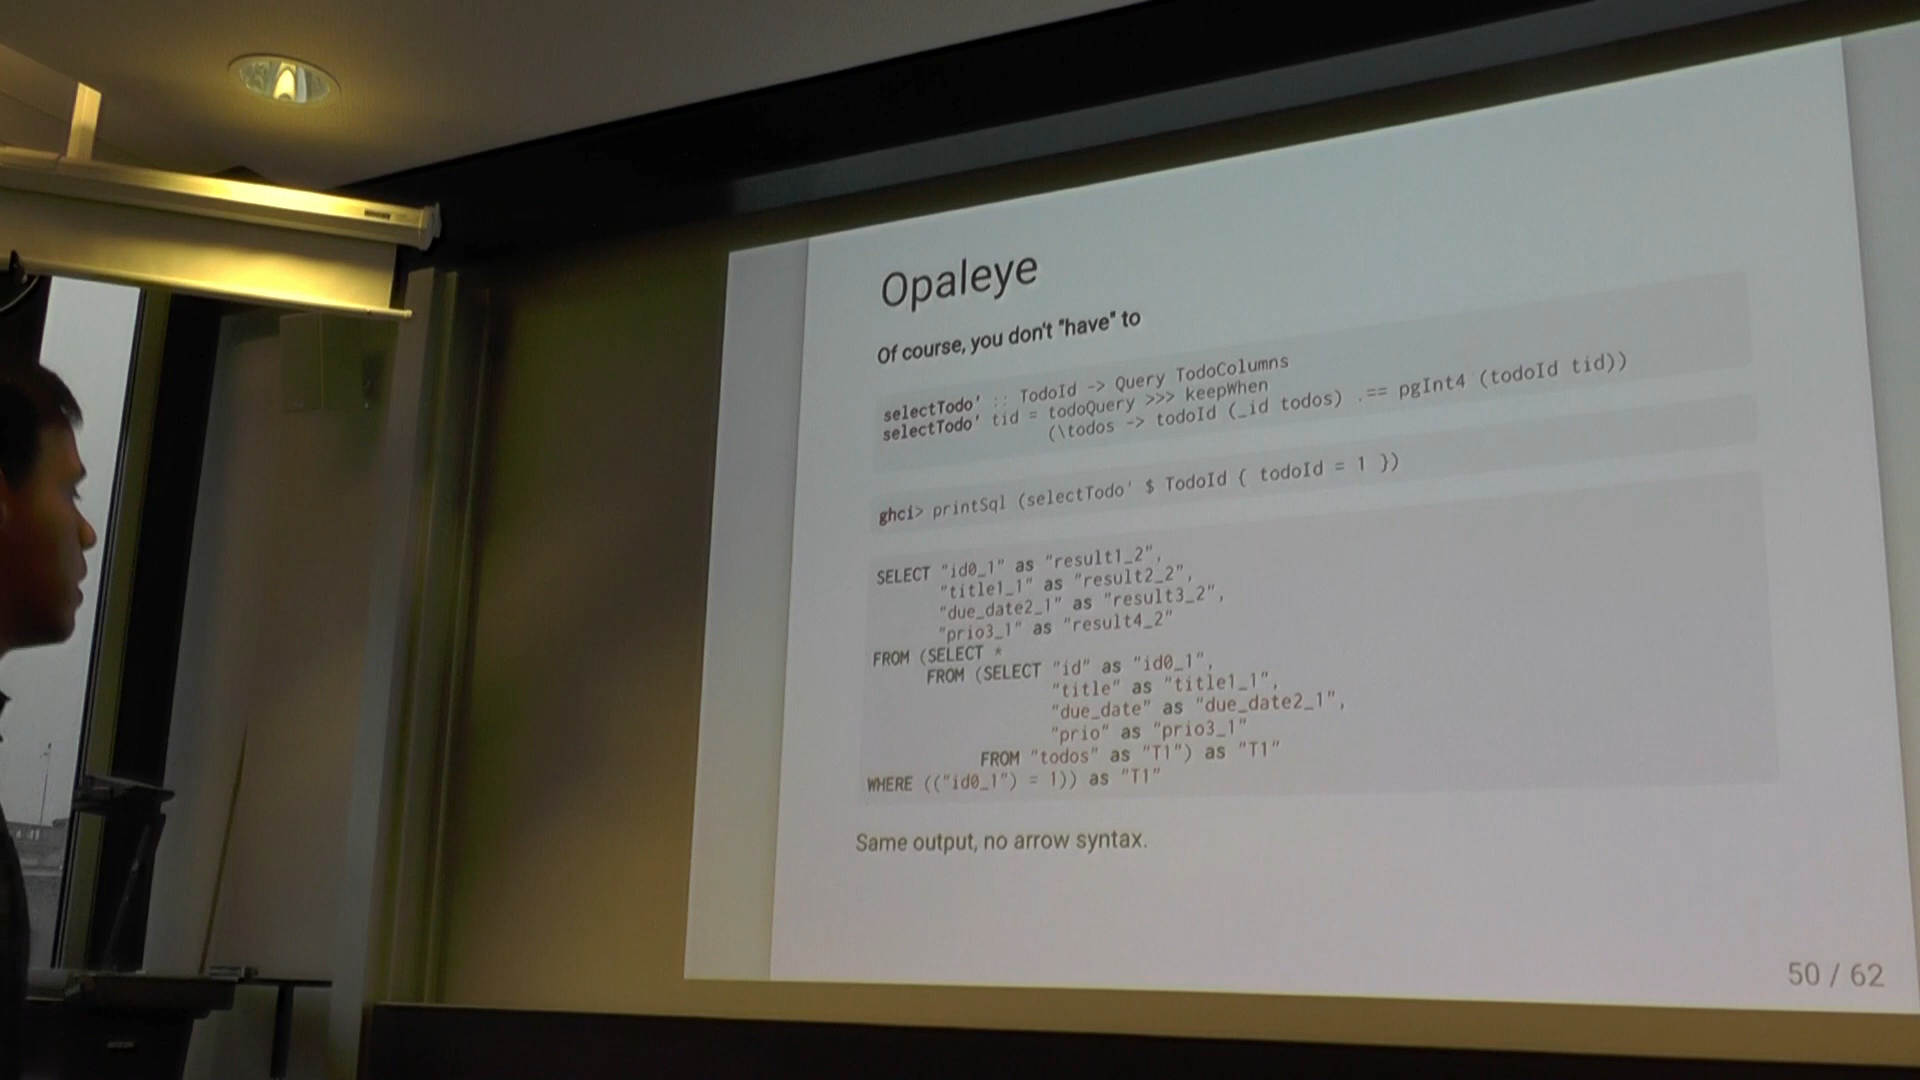 Opaleye
Of course, you don't "have" to
selectTodo' :: TodoId -> Query TodoColumns
selectTodo' tid = todoQuery >>> keepWhen
(\todos -> todoId (_id todos) .== pgInt4 (todoId tid))
ghci> printSql (selectTodo' $ TodoId { todoId = 1 })
SELECT "id0_1" as "result1_2",
"title1_1" as "result2_2",
"due_date2_1" as "result3_2",
"prio3_1" as "result4_2"
FROM (SELECT *
FROM (SELECT "id" as "id0_1",
"title" as "title1_1",
"due_date" as "due_date2_1",
"prio" as "prio3_1"
FROM "todos" as "T1") as "T1"
WHERE (("id0_1") = 1)) as "T1"
Same output, no arrow syntax.
50 / 62